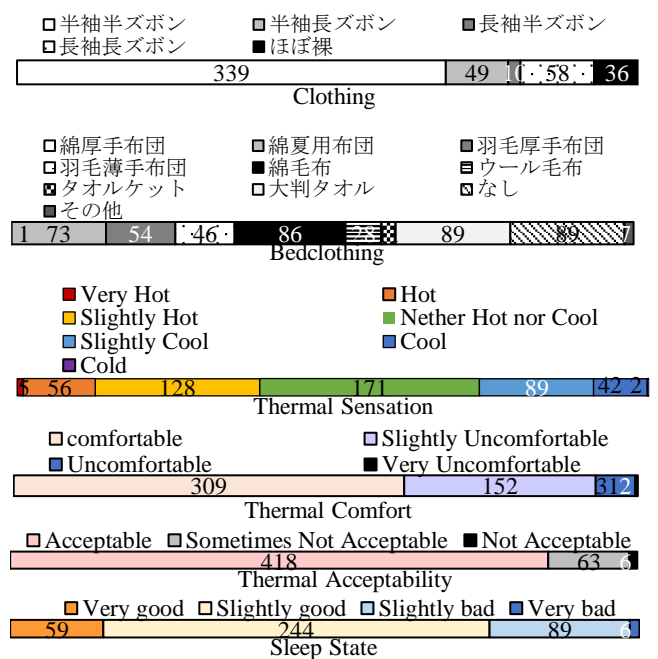 半袖半ズボン 半袖長ズボン 長袖半ズボン
長袖長ズボン ほぼ裸
339 49 10 58 36
Clothing
綿厚手布団 綿夏用布団 羽毛厚手布団
羽毛薄手布団 綿毛布 ウール毛布
タオルケット 大判タオル なし
その他
1 73 54 46 86 28 89 89 7
Bedclothing
Very Hot Hot
Slightly Hot Nether Hot nor Cool
Slightly Cool Cool
Cold
5 56 128 171 89 42 2
Thermal Sensation
comfortable Slightly Uncomfortable
Uncomfortable Very Uncomfortable
309 152 31 2
Thermal Comfort
Acceptable Sometimes Not Acceptable Not Acceptable
418 63 6
Thermal Acceptability
Very good Slightly good Slightly bad Very bad
59 244 89 6
Sleep State